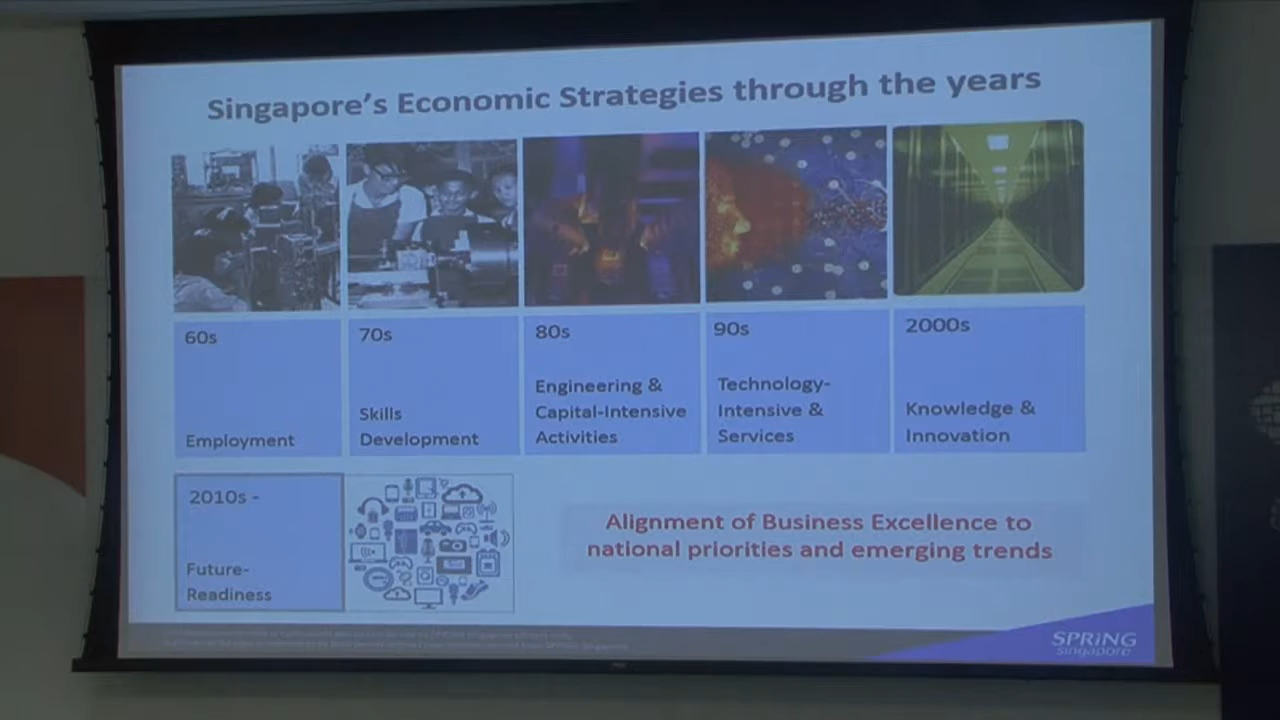 Singapore's Economic Strategies through the years
60s
Employment
70s
Skills
Development
80s
Engineering &
Capital-Intensive
Activities
90s
Technology-
Intensive &
Services
2000s
Knowledge &
Innovation
2010s -
Future-
Readiness
Alignment of Business Excellence to
national priorities and emerging trends
SPRiNG
singapore